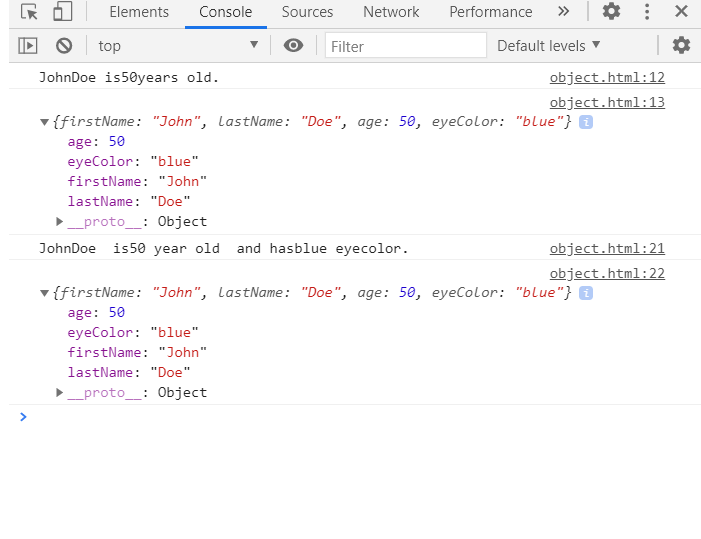 Elements Console Sources Network Performance »
top Filter Default levels
JohnDoe is50years old. object.html:12
object.html:13
{firstName: "John", lastName: "Doe", age: 50, eyeColor: "blue"} i
age: 50
eyeColor: "blue"
firstName: "John"
lastName: "Doe"
__proto__: Object
JohnDoe  is50 year old  and hasblue eyecolor. object.html:21
object.html:22
{firstName: "John", lastName: "Doe", age: 50, eyeColor: "blue"} i
age: 50
eyeColor: "blue"
firstName: "John"
lastName: "Doe"
__proto__: Object
>